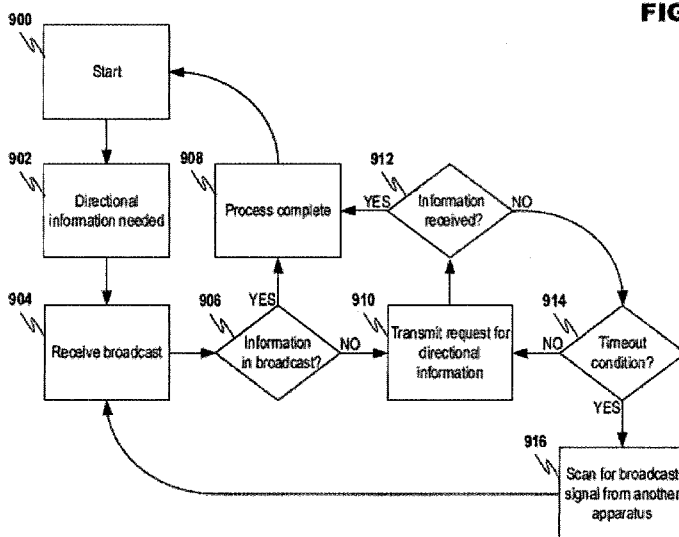 FIG
900
Start
902
Directional
information needed
904
Receive broadcast
906
Information
in broadcast?
YES
NO
908
Process complete
910
Transmit request for
directional
information
912
Information
received?
YES
NO
914
Timeout
condition?
NO
YES
916
Scan for broadcast
signal from another
apparatus